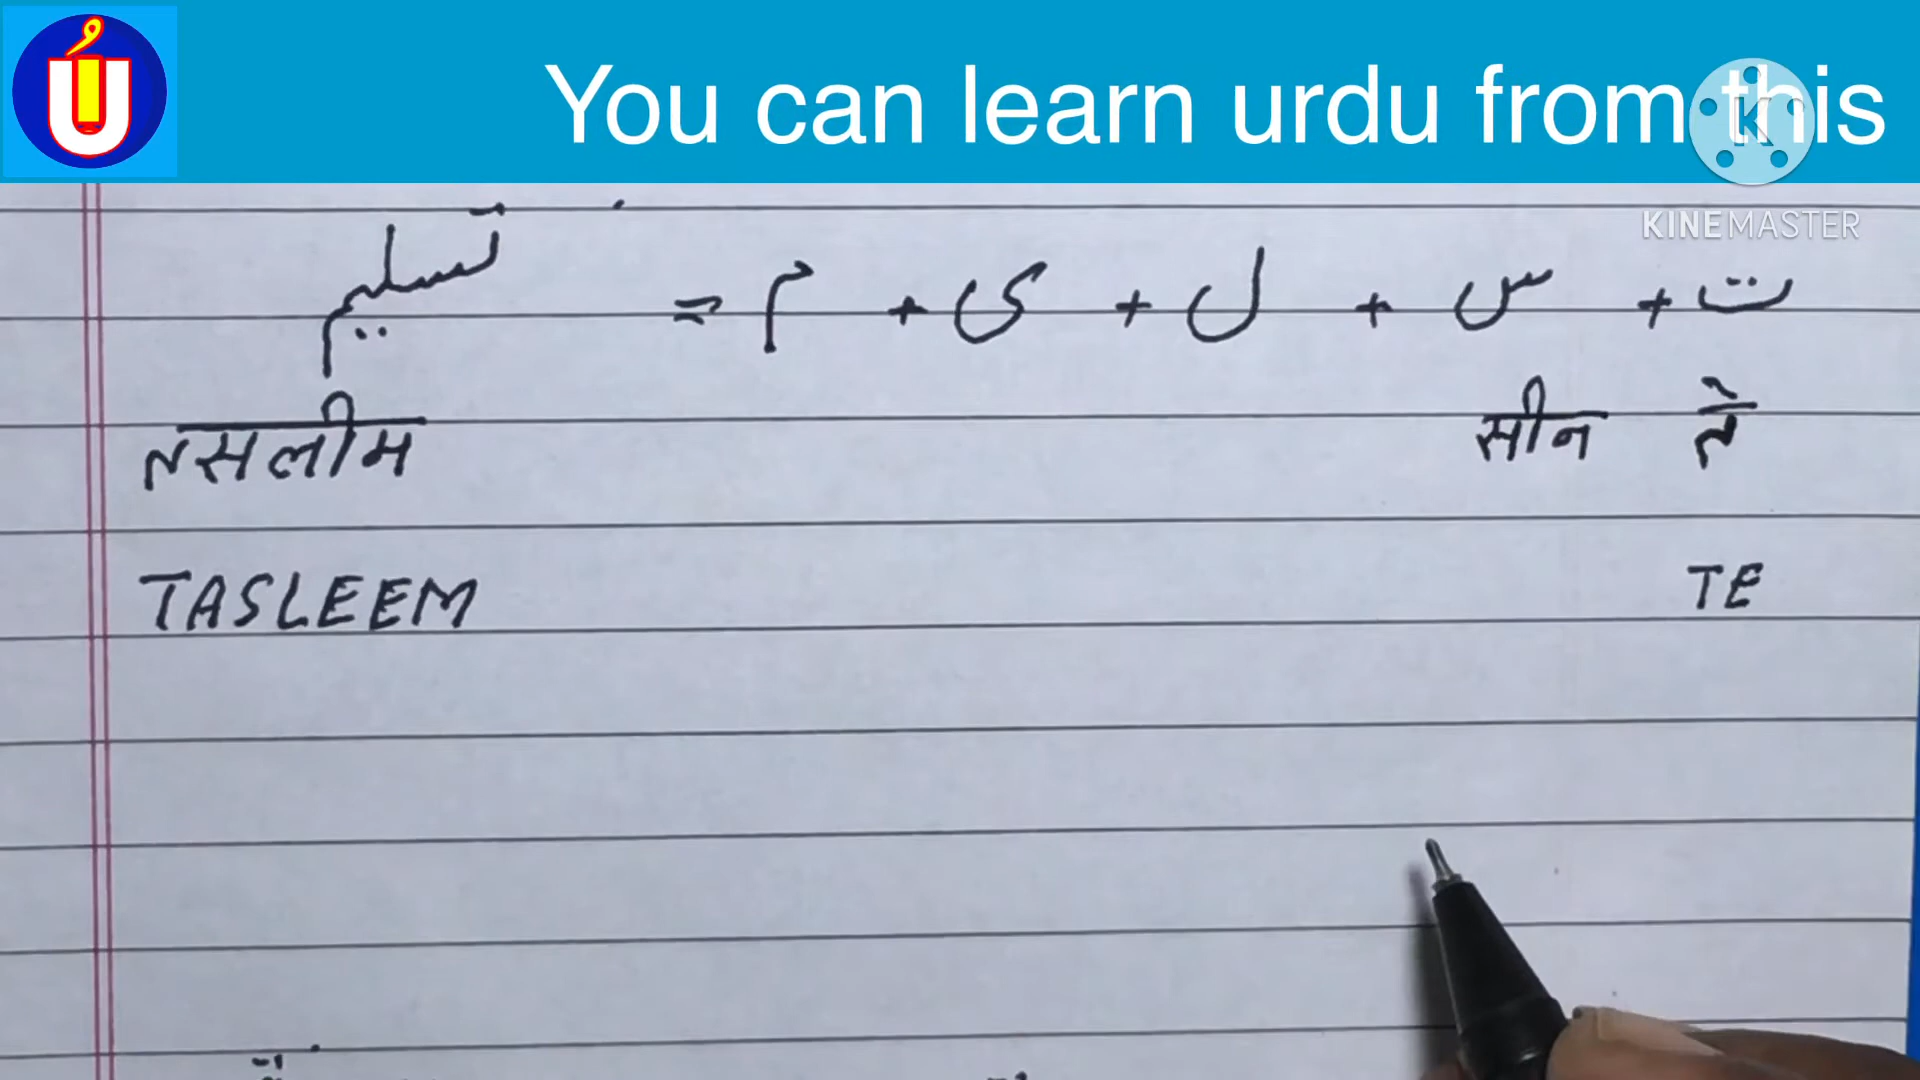 You can learn urdu from this
KINEMASTER
ت + س + ل + ی + م = تسلیم
तसलीम सीन ते
TASLEEM TE